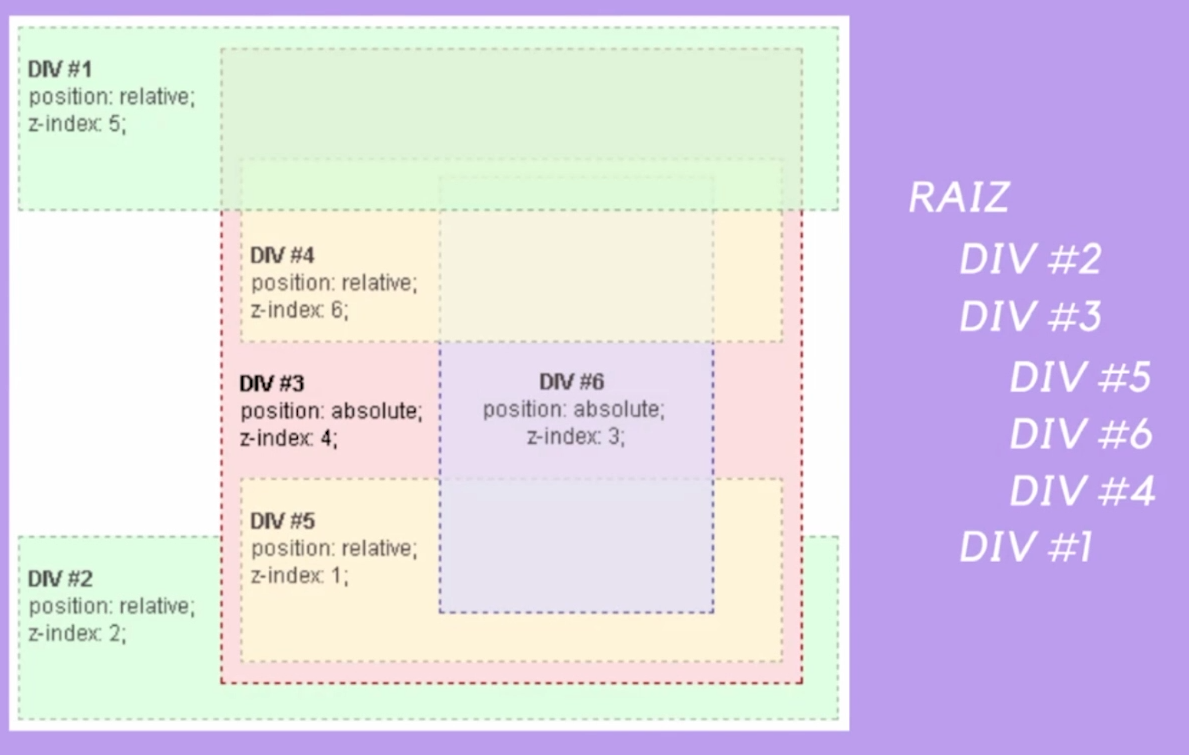 DIV #1
position: relative;
z-index: 5;
DIV #4
position: relative;
z-index: 6;
DIV #3
position: absolute;
z-index: 4;
DIV #6
position: absolute;
z-index: 3;
DIV #5
position: relative;
z-index: 1;
DIV #2
position: relative;
z-index: 2;
RAIZ
DIV #2
DIV #3
DIV #5
DIV #6
DIV #4
DIV #1